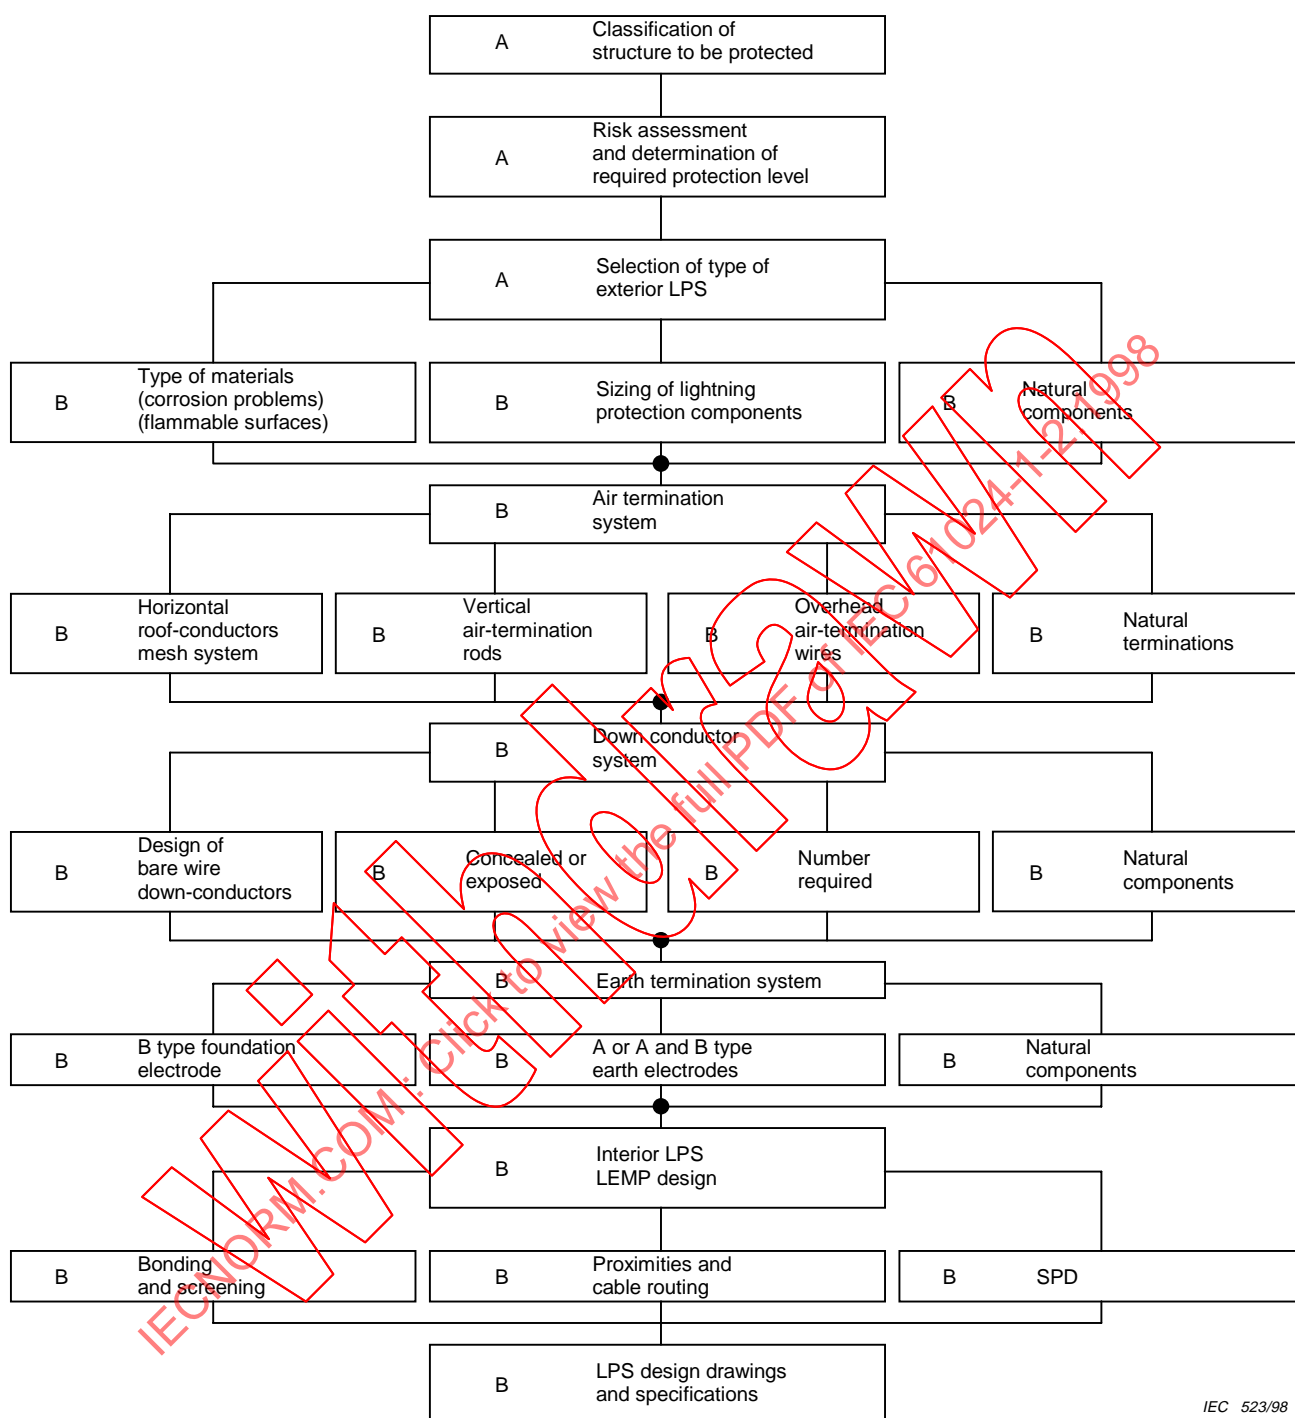 A
Classification of
structure to be protected
A
Risk assessment
and determination of
required protection level
A
Selection of type of
exterior LPS
B
Type of materials
(corrosion problems)
(flammable surfaces)
B
Sizing of lightning
protection components
B
Natural
components
B
Air termination
system
B
Horizontal
roof-conductors
mesh system
B
Vertical
air-termination
rods
B
Overhead
air-termination
wires
B
Natural
terminations
B
Down conductor
system
B
Design of
bare wire
down-conductors
B
Concealed or
exposed
B
Number
required
B
Natural
components
B
Earth termination system
B
B type foundation
electrode
B
A or A and B type
earth electrodes
B
Natural
components
B
Interior LPS
LEMP design
B
Bonding
and screening
B
Proximities and
cable routing
B
SPD
B
LPS design drawings
and specifications
IEC 523/98
Withdrawn
IECNORM.COM : Click to view the full PDF of IEC 61024-1-2:1998